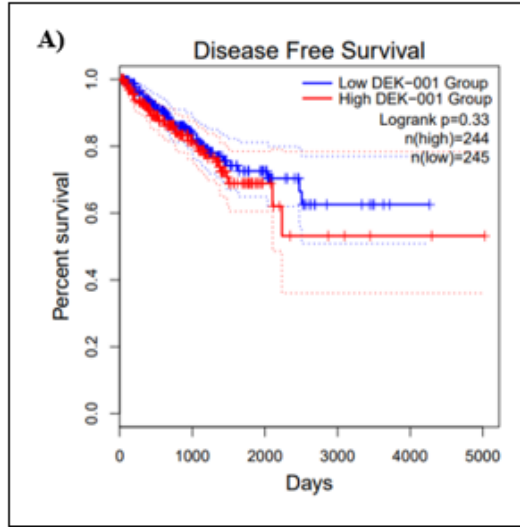 A)
Disease Free Survival
Low DEK−001 Group
High DEK−001 Group
Logrank p=0.33
n(high)=244
n(low)=245
Percent survival
1.0
0.8
0.6
0.4
0.2
0.0
0 1000 2000 3000 4000 5000
Days